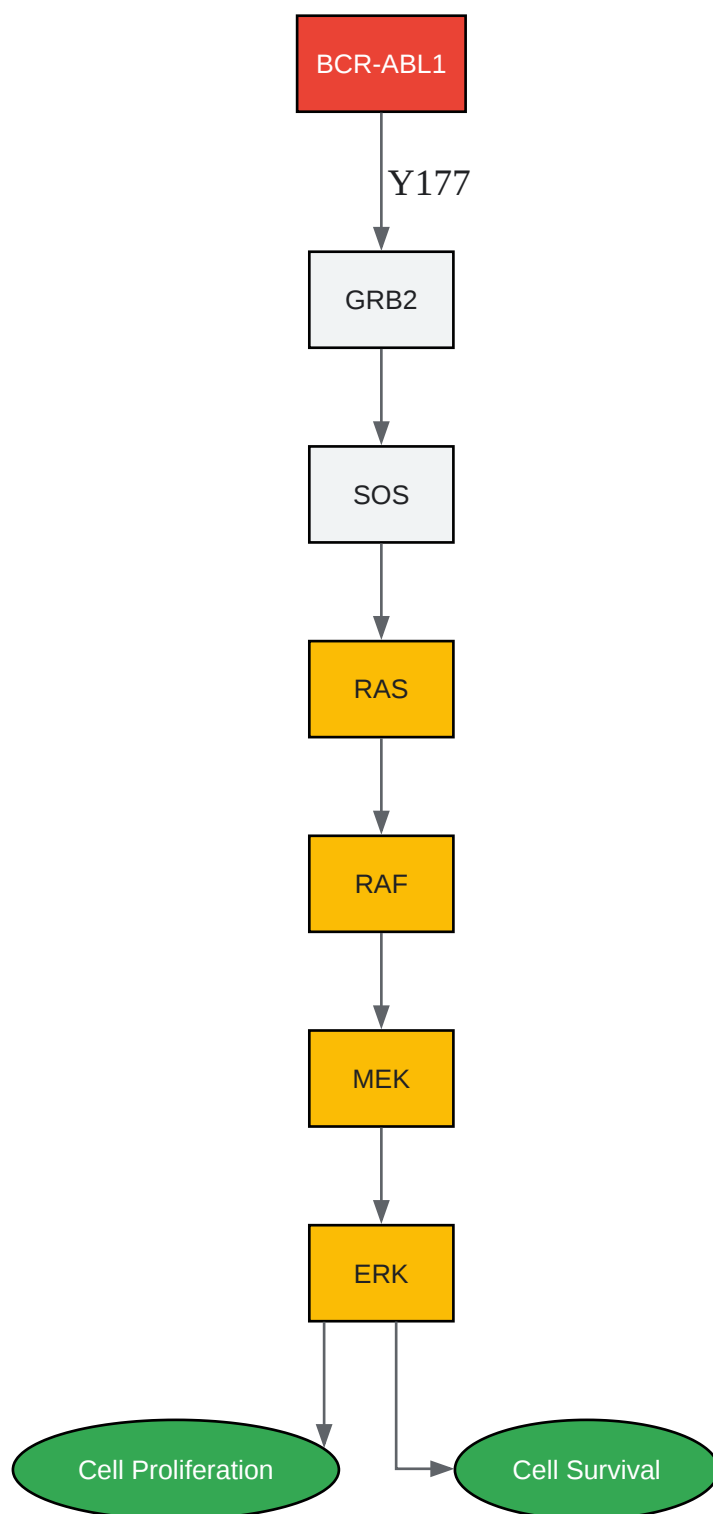 BCR-ABL1
Y177
GRB2
SOS
RAS
RAF
MEK
ERK
Cell Proliferation
Cell Survival